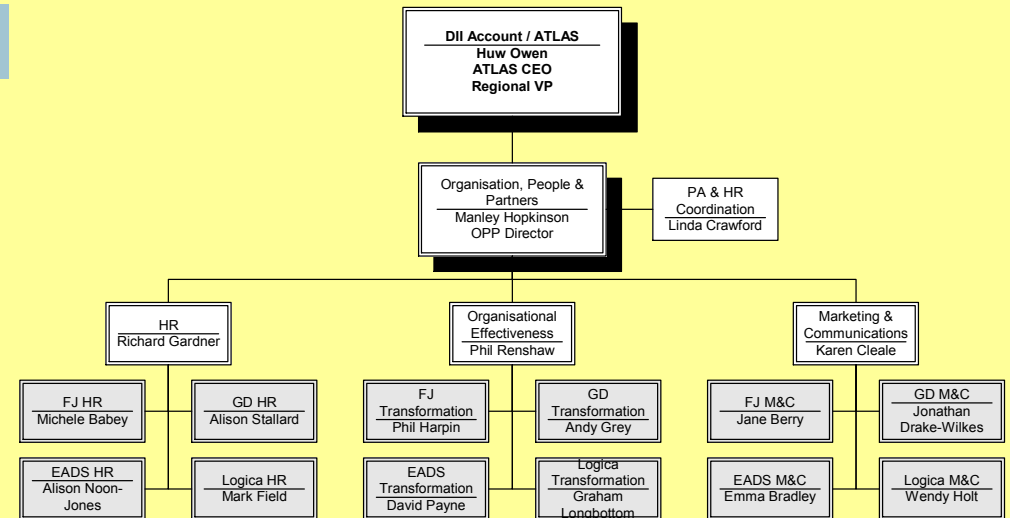 DII Account / ATLAS
Huw Owen
ATLAS CEO
Regional VP
Organisation, People &
Partners
Manley Hopkinson
OPP Director
PA & HR
Coordination
Linda Crawford
HR
Richard Gardner
Organisational
Effectiveness
Phil Renshaw
Marketing &
Communications
Karen Cleale
FJ HR
Michele Babey
GD HR
Alison Stallard
FJ
Transformation
Phil Harpin
GD
Transformation
Andy Grey
FJ M&C
Jane Berry
GD M&C
Jonathan
Drake-Wilkes
EADS HR
Alison Noon-
Jones
Logica HR
Mark Field
EADS
Transformation
David Payne
Logica
Transformation
Graham
Longbottom
EADS M&C
Emma Bradley
Logica M&C
Wendy Holt